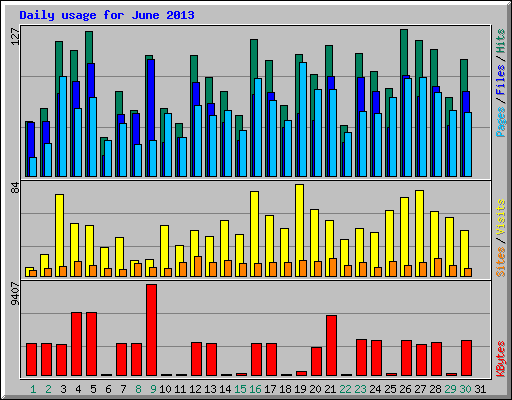 Daily usage for June 2013
127
Pages / Files / Hits
84
Sites / Visits
9407
KBytes
1 2 3 4 5 6 7 8 9 10 11 12 13 14 15 16 17 18 19 20 21 22 23 24 25 26 27 28 29 30 31